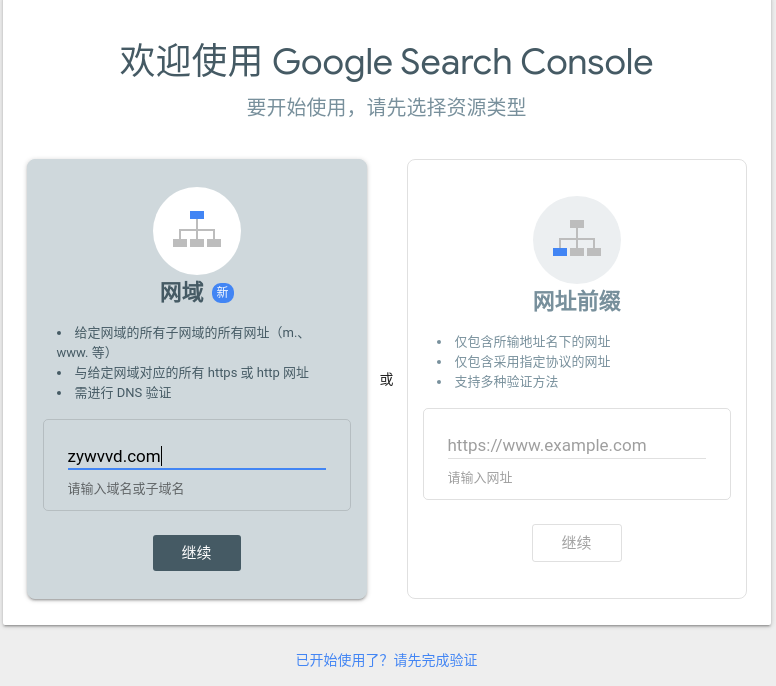 欢迎使用 Google Search Console
要开始使用，请先选择资源类型
网域 新
• 给定网域的所有子网域的所有网址（m.、
www. 等）
• 与给定网域对应的所有 https 或 http 网址
• 需进行 DNS 验证
zywvvd.com
请输入域名或子域名
继续
或
网址前缀
• 仅包含所输地址名下的网址
• 仅包含采用指定协议的网址
• 支持多种验证方法
https://www.example.com
请输入网址
继续
已开始使用了？请先完成验证